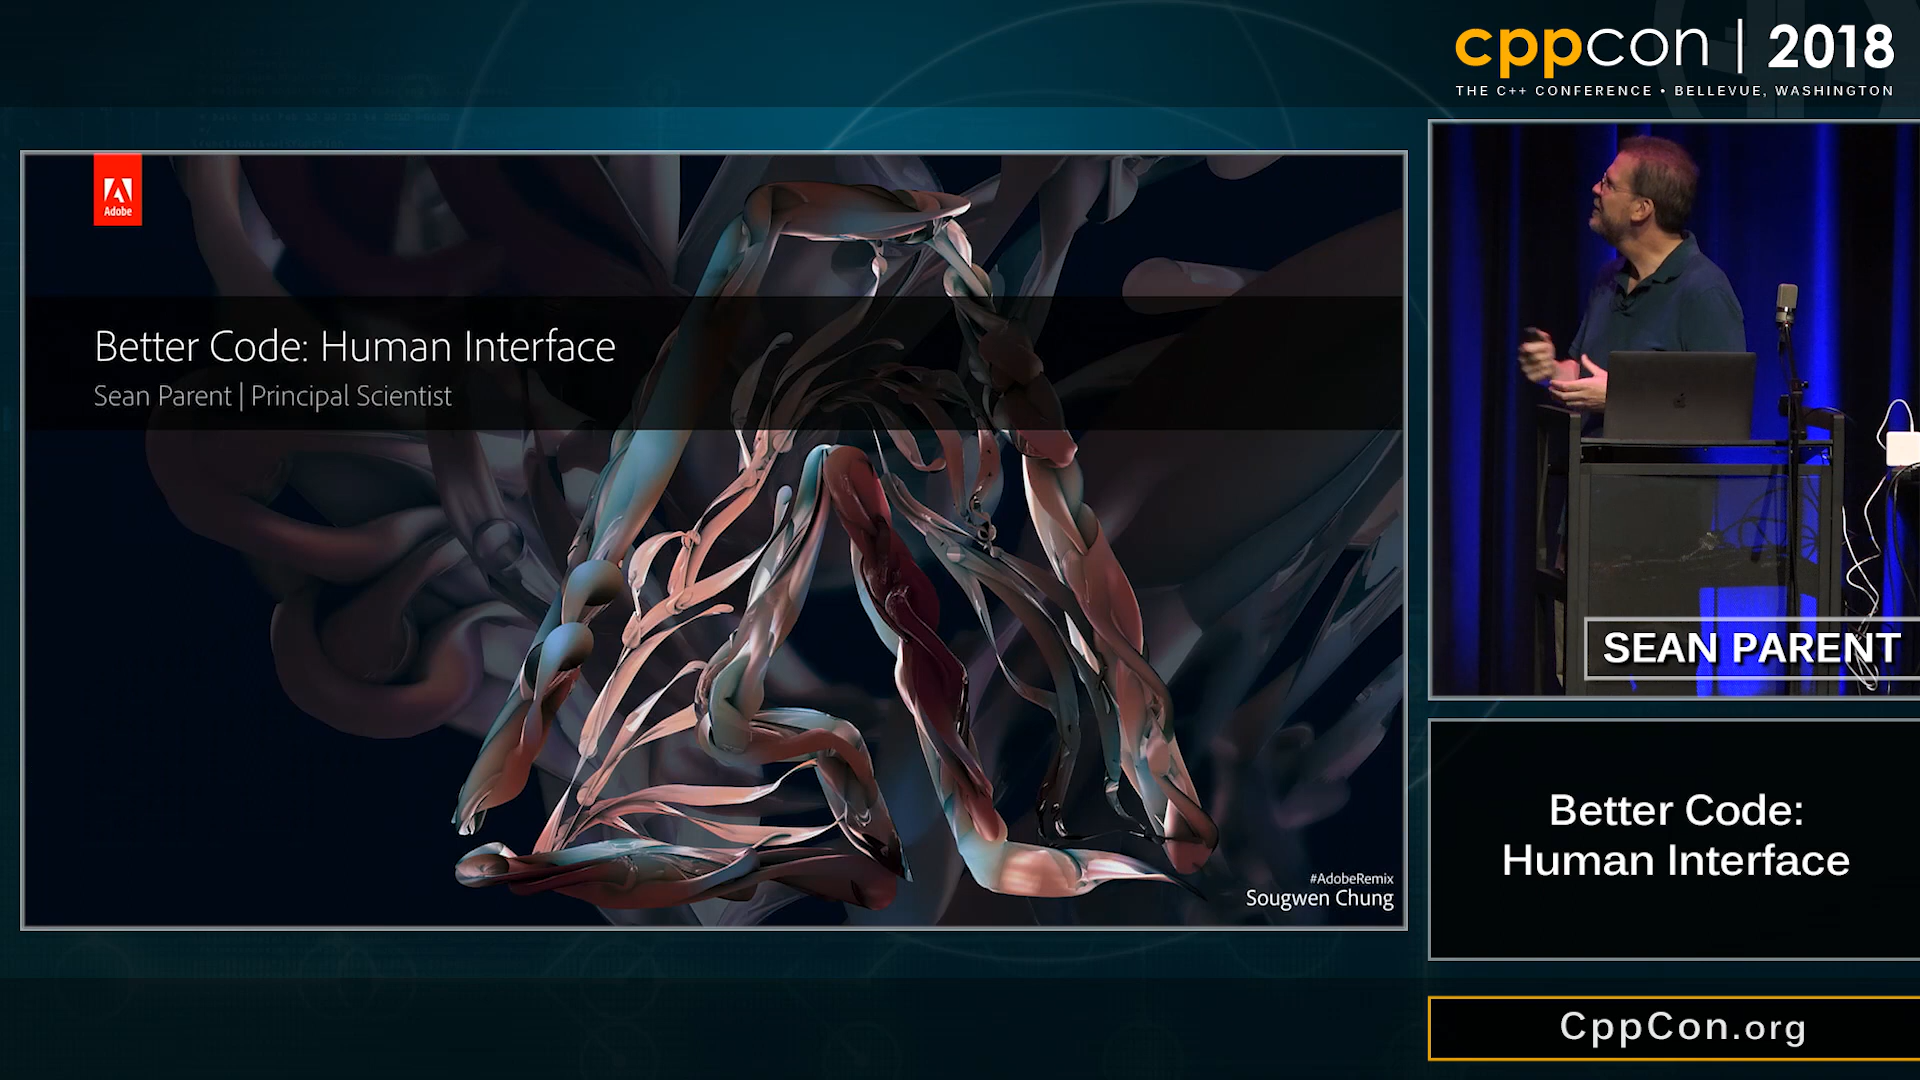 cppcon | 2018
THE C++ CONFERENCE • BELLEVUE, WASHINGTON
Adobe
Better Code: Human Interface
Sean Parent | Principal Scientist
#AdobeRemix
Sougwen Chung
SEAN PARENT
Better Code:
Human Interface
CppCon.org